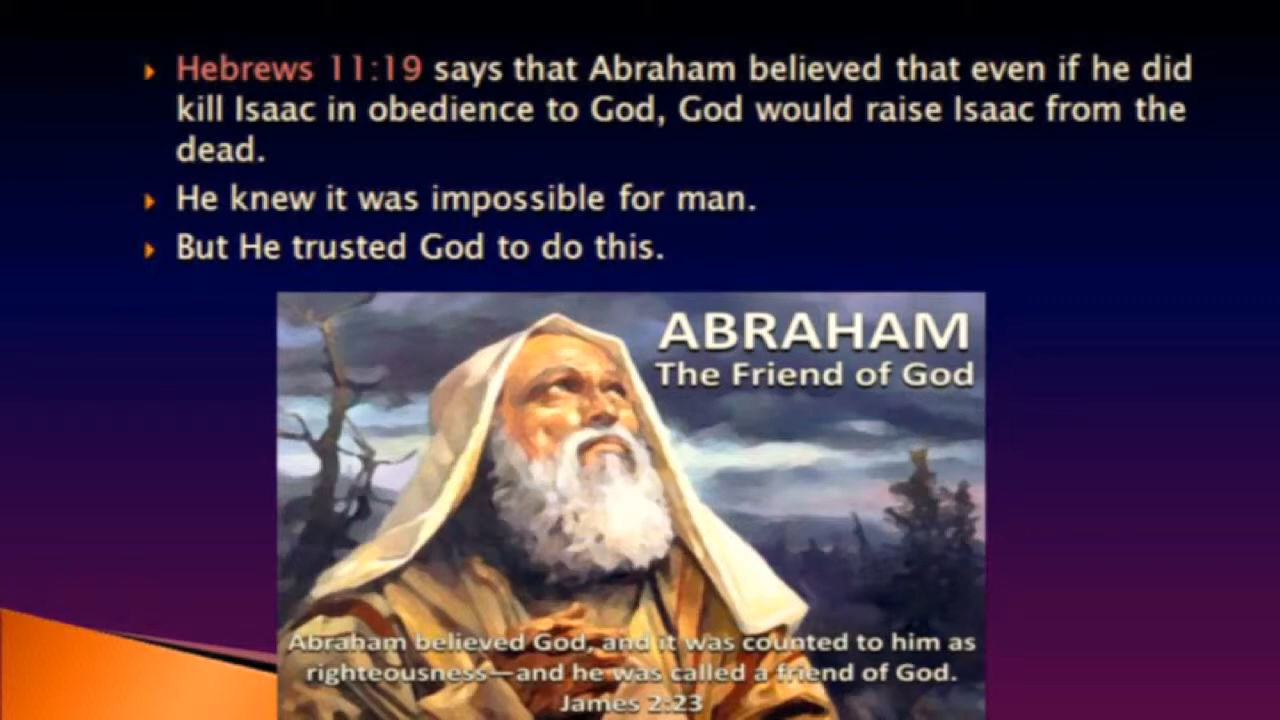 Hebrews 11:19 says that Abraham believed that even if he did
kill Isaac in obedience to God, God would raise Isaac from the
dead.
He knew it was impossible for man.
But He trusted God to do this.
ABRAHAM
The Friend of God
Abraham believed God, and it was counted to him as
righteousness—and he was called a friend of God.
James 2:23